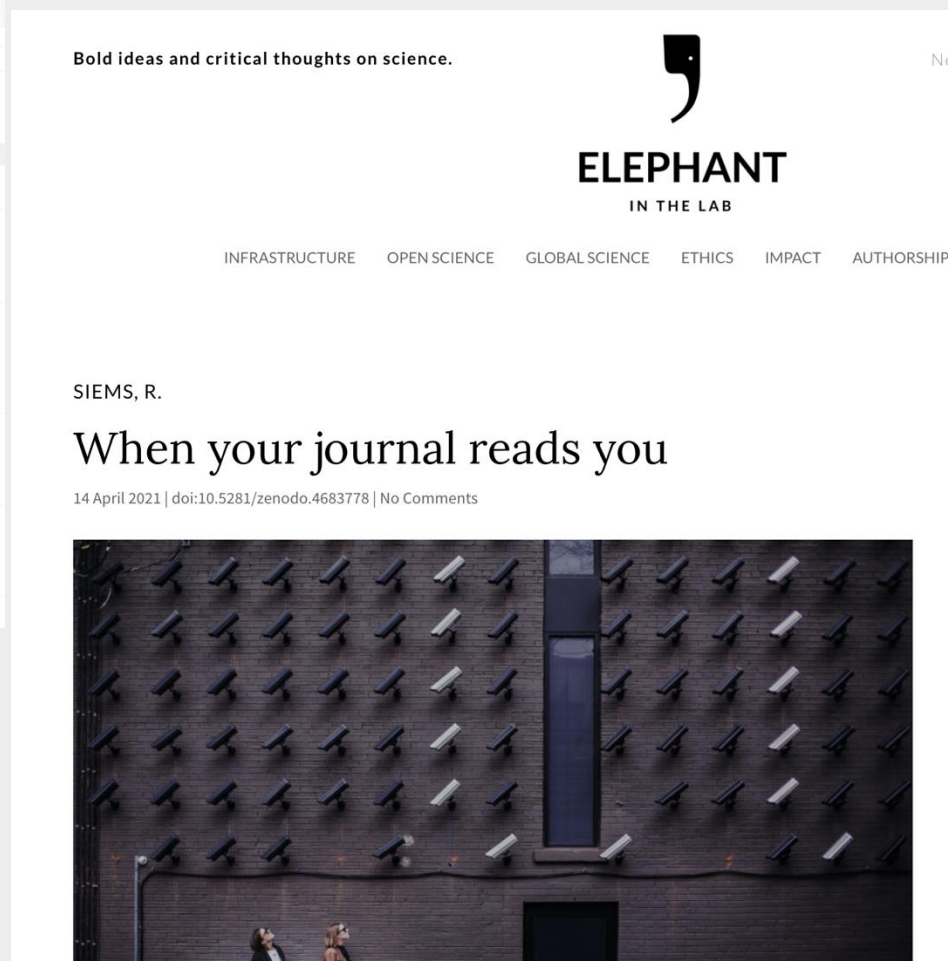 Bold ideas and critical thoughts on science.
ELEPHANT
IN THE LAB
INFRASTRUCTURE OPEN SCIENCE GLOBAL SCIENCE ETHICS IMPACT AUTHORSHIP
SIEMS, R.
When your journal reads you
14 April 2021 | doi:10.5281/zenodo.4683778 | No Comments